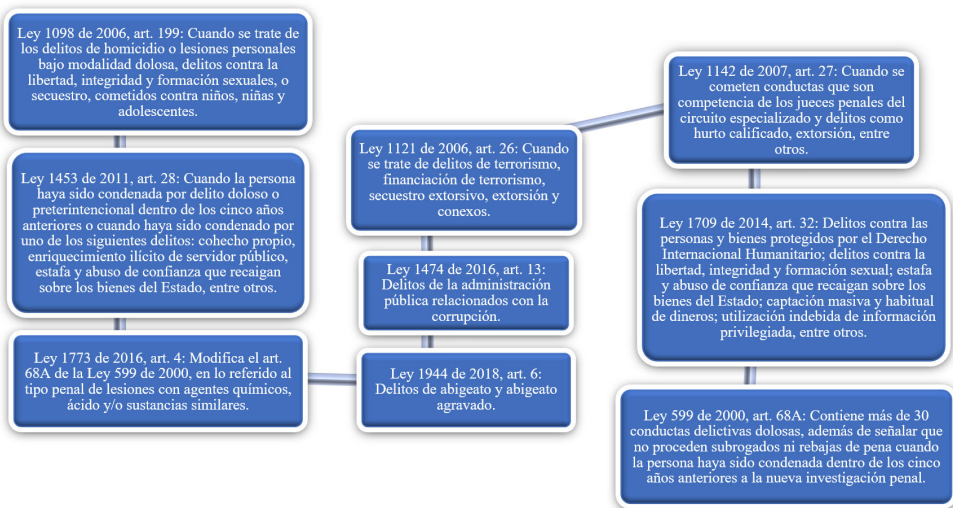 Ley 1098 de 2006, art. 199: Cuando se trate de
los delitos de homicidio o lesiones personales
bajo modalidad dolosa, delitos contra la
libertad, integridad y formación sexuales, o
secuestro, cometidos contra niños, niñas y
adolescentes.
Ley 1453 de 2011, art. 28: Cuando la persona
haya sido condenada por delito doloso o
preterintencional dentro de los cinco años
anteriores o cuando haya sido condenado por
uno de los siguientes delitos: cohecho propio,
enriquecimiento ilícito de servidor público,
estafa y abuso de confianza que recaigan
sobre los bienes del Estado, entre otros.
Ley 1773 de 2016, art. 4: Modifica el art.
68A de la Ley 599 de 2000, en lo referido al
tipo penal de lesiones con agentes químicos,
ácido y/o sustancias similares.
Ley 1944 de 2018, art. 6:
Delitos de abigeato y abigeato
agravado.
Ley 1474 de 2016, art. 13:
Delitos de la administración
pública relacionados con la
corrupción.
Ley 1121 de 2006, art. 26: Cuando
se trate de delitos de terrorismo,
financiación de terrorismo,
secuestro extorsivo, extorsión y
conexos.
Ley 1142 de 2007, art. 27: Cuando se
cometen conductas que son
competencia de los jueces penales del
circuito especializado y delitos como
hurto calificado, extorsión, entre
otros.
Ley 1709 de 2014, art. 32: Delitos contra las
personas y bienes protegidos por el Derecho
Internacional Humanitario; delitos contra la
libertad, integridad y formación sexual; estafa
y abuso de confianza que recaigan sobre los
bienes del Estado; captación masiva y habitual
de dineros; utilización indebida de información
privilegiada, entre otros.
Ley 599 de 2000, art. 68A: Contiene más de 30
conductas delictivas dolosas, además de señalar que
no proceden subrogados ni rebajas de pena cuando
la persona haya sido condenada dentro de los cinco
años anteriores a la nueva investigación penal.